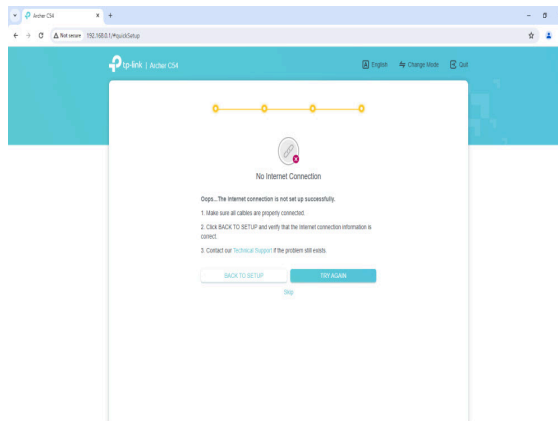 Archer C54
Not secure 192.168.0.1/#quickSetup
tp-link | Archer C54
English Change Mode Quit
No Internet Connection
Oops...The Internet connection is not set up successfully.
1. Make sure all cables are properly connected.
2. Click BACK TO SETUP and verify that the Internet connection information is
correct.
3. Contact our Technical Support if the problem still exists.
BACK TO SETUP TRY AGAIN
Skip